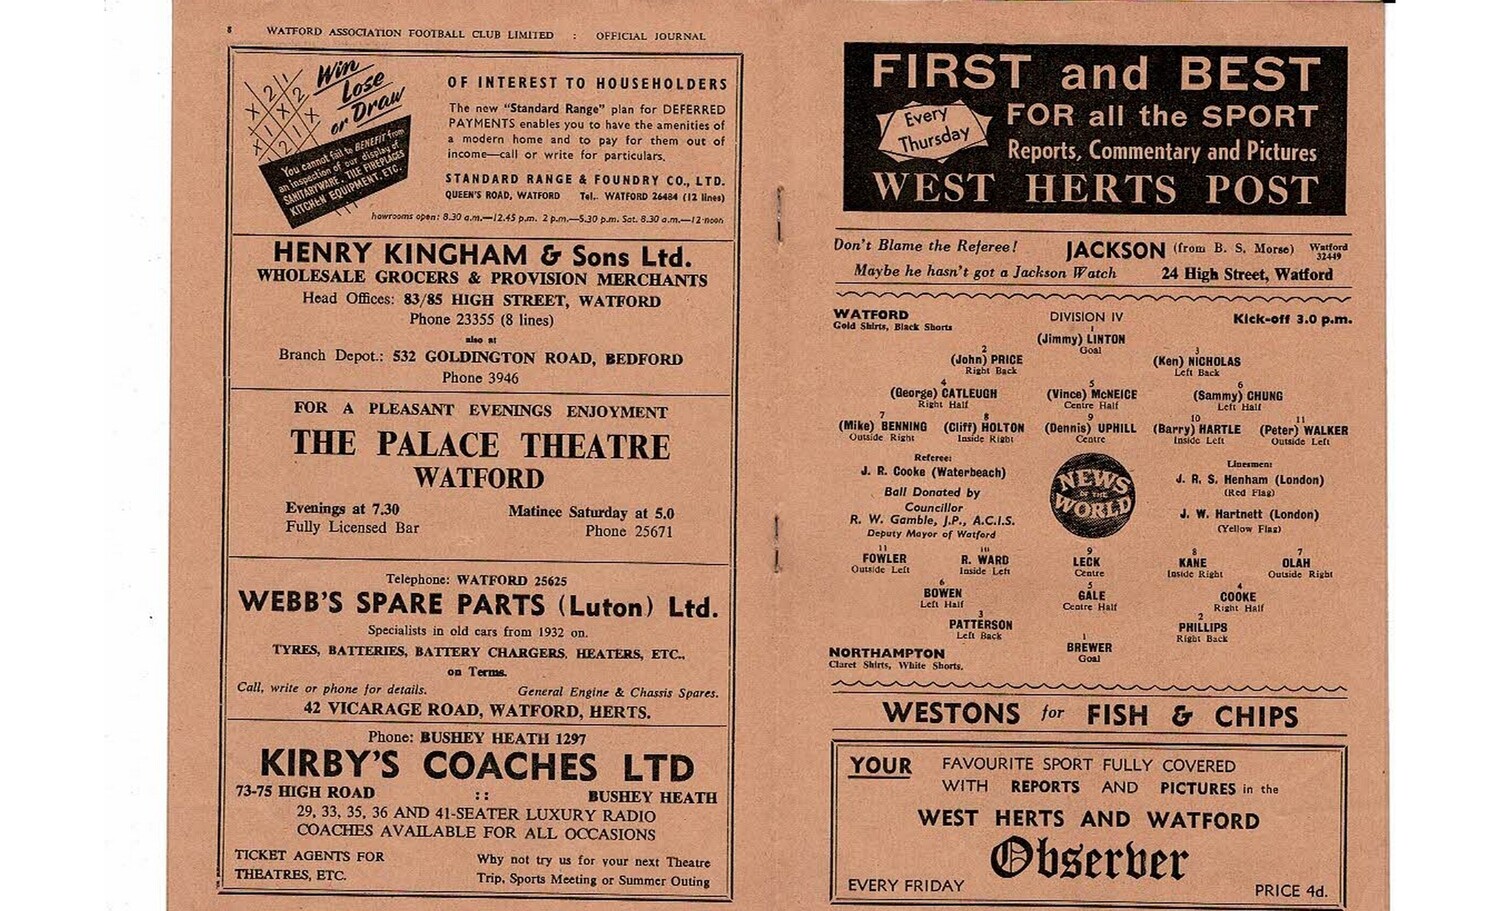 8 WATFORD ASSOCIATION FOOTBALL CLUB LIMITED : OFFICIAL JOURNAL
Win
Lose
or Draw
You cannot fail to BENEFIT from
an inspection of our display of
SANITARYWARE, TILE FIREPLACES
KITCHEN EQUIPMENT, ETC.
OF INTEREST TO HOUSEHOLDERS
The new "Standard Range" plan for DEFERRED
PAYMENTS enables you to have the amenities of
a modern home and to pay for them out of
income—call or write for particulars.
STANDARD RANGE & FOUNDRY CO., LTD.
QUEEN'S ROAD, WATFORD Tel.. WATFORD 26484 (12 lines)
howrooms open: 8.30 a.m.—12.45 p.m. 2 p.m.—5.30 p.m. Sat. 8.30 a.m.—12 noon
HENRY KINGHAM & Sons Ltd.
WHOLESALE GROCERS & PROVISION MERCHANTS
Head Offices: 83/85 HIGH STREET, WATFORD
Phone 23355 (8 lines)
also at
Branch Depot.: 532 GOLDINGTON ROAD, BEDFORD
Phone 3946
FOR A PLEASANT EVENINGS ENJOYMENT
THE PALACE THEATRE
WATFORD
Evenings at 7.30 Matinee Saturday at 5.0
Fully Licensed Bar Phone 25671
Telephone: WATFORD 25625
WEBB'S SPARE PARTS (Luton) Ltd.
Specialists in old cars from 1932 on.
TYRES, BATTERIES, BATTERY CHARGERS. HEATERS, ETC.,
on Terms.
Call, write or phone for details. General Engine & Chassis Spares.
42 VICARAGE ROAD, WATFORD, HERTS.
Phone: BUSHEY HEATH 1297
KIRBY'S COACHES LTD
73-75 HIGH ROAD :: BUSHEY HEATH
29, 33, 35, 36 AND 41-SEATER LUXURY RADIO
COACHES AVAILABLE FOR ALL OCCASIONS
TICKET AGENTS FOR
THEATRES, ETC.
Why not try us for your next Theatre
Trip, Sports Meeting or Summer Outing
FIRST and BEST
Every
Thursday
FOR all the SPORT
Reports, Commentary and Pictures
WEST HERTS POST
Don't Blame the Referee! JACKSON (from B. S. Morse) Watford
32449
Maybe he hasn't got a Jackson Watch 24 High Street, Watford
WATFORD DIVISION IV Kick-off 3.0 p.m.
Gold Shirts, Black Shorts
1
(Jimmy) LINTON
Goal
2 3
(John) PRICE (Ken) NICHOLAS
Right Back Left Back
4 5 6
(George) CATLEUGH (Vince) McNEICE (Sammy) CHUNG
Right Half Centre Half Left Half
7 8 9 10 11
(Mike) BENNING (Cliff) HOLTON (Dennis) UPHILL (Barry) HARTLE (Peter) WALKER
Outside Right Inside Right Centre Inside Left Outside Left
Referee:
J. R. Cooke (Waterbeach)
Ball Donated by
Councillor
R. W. Gamble, J.P., A.C.I.S.
Deputy Mayor of Watford
NEWS
OF THE
WORLD
Linesmen:
J. R. S. Henham (London)
(Red Flag)
J. W. Hartnett (London)
(Yellow Flag)
11 10 9 8 7
FOWLER R. WARD LECK KANE OLAH
Outside Left Inside Left Centre Inside Right Outside Right
6 5 4
BOWEN GALE COOKE
Left Half Centre Half Right Half
3 2
PATTERSON PHILLIPS
Left Back Right Back
1
BREWER
Goal
NORTHAMPTON
Claret Shirts, White Shorts.
WESTONS for FISH & CHIPS
YOUR FAVOURITE SPORT FULLY COVERED
WITH REPORTS AND PICTURES in the
WEST HERTS AND WATFORD
Observer
EVERY FRIDAY PRICE 4d.